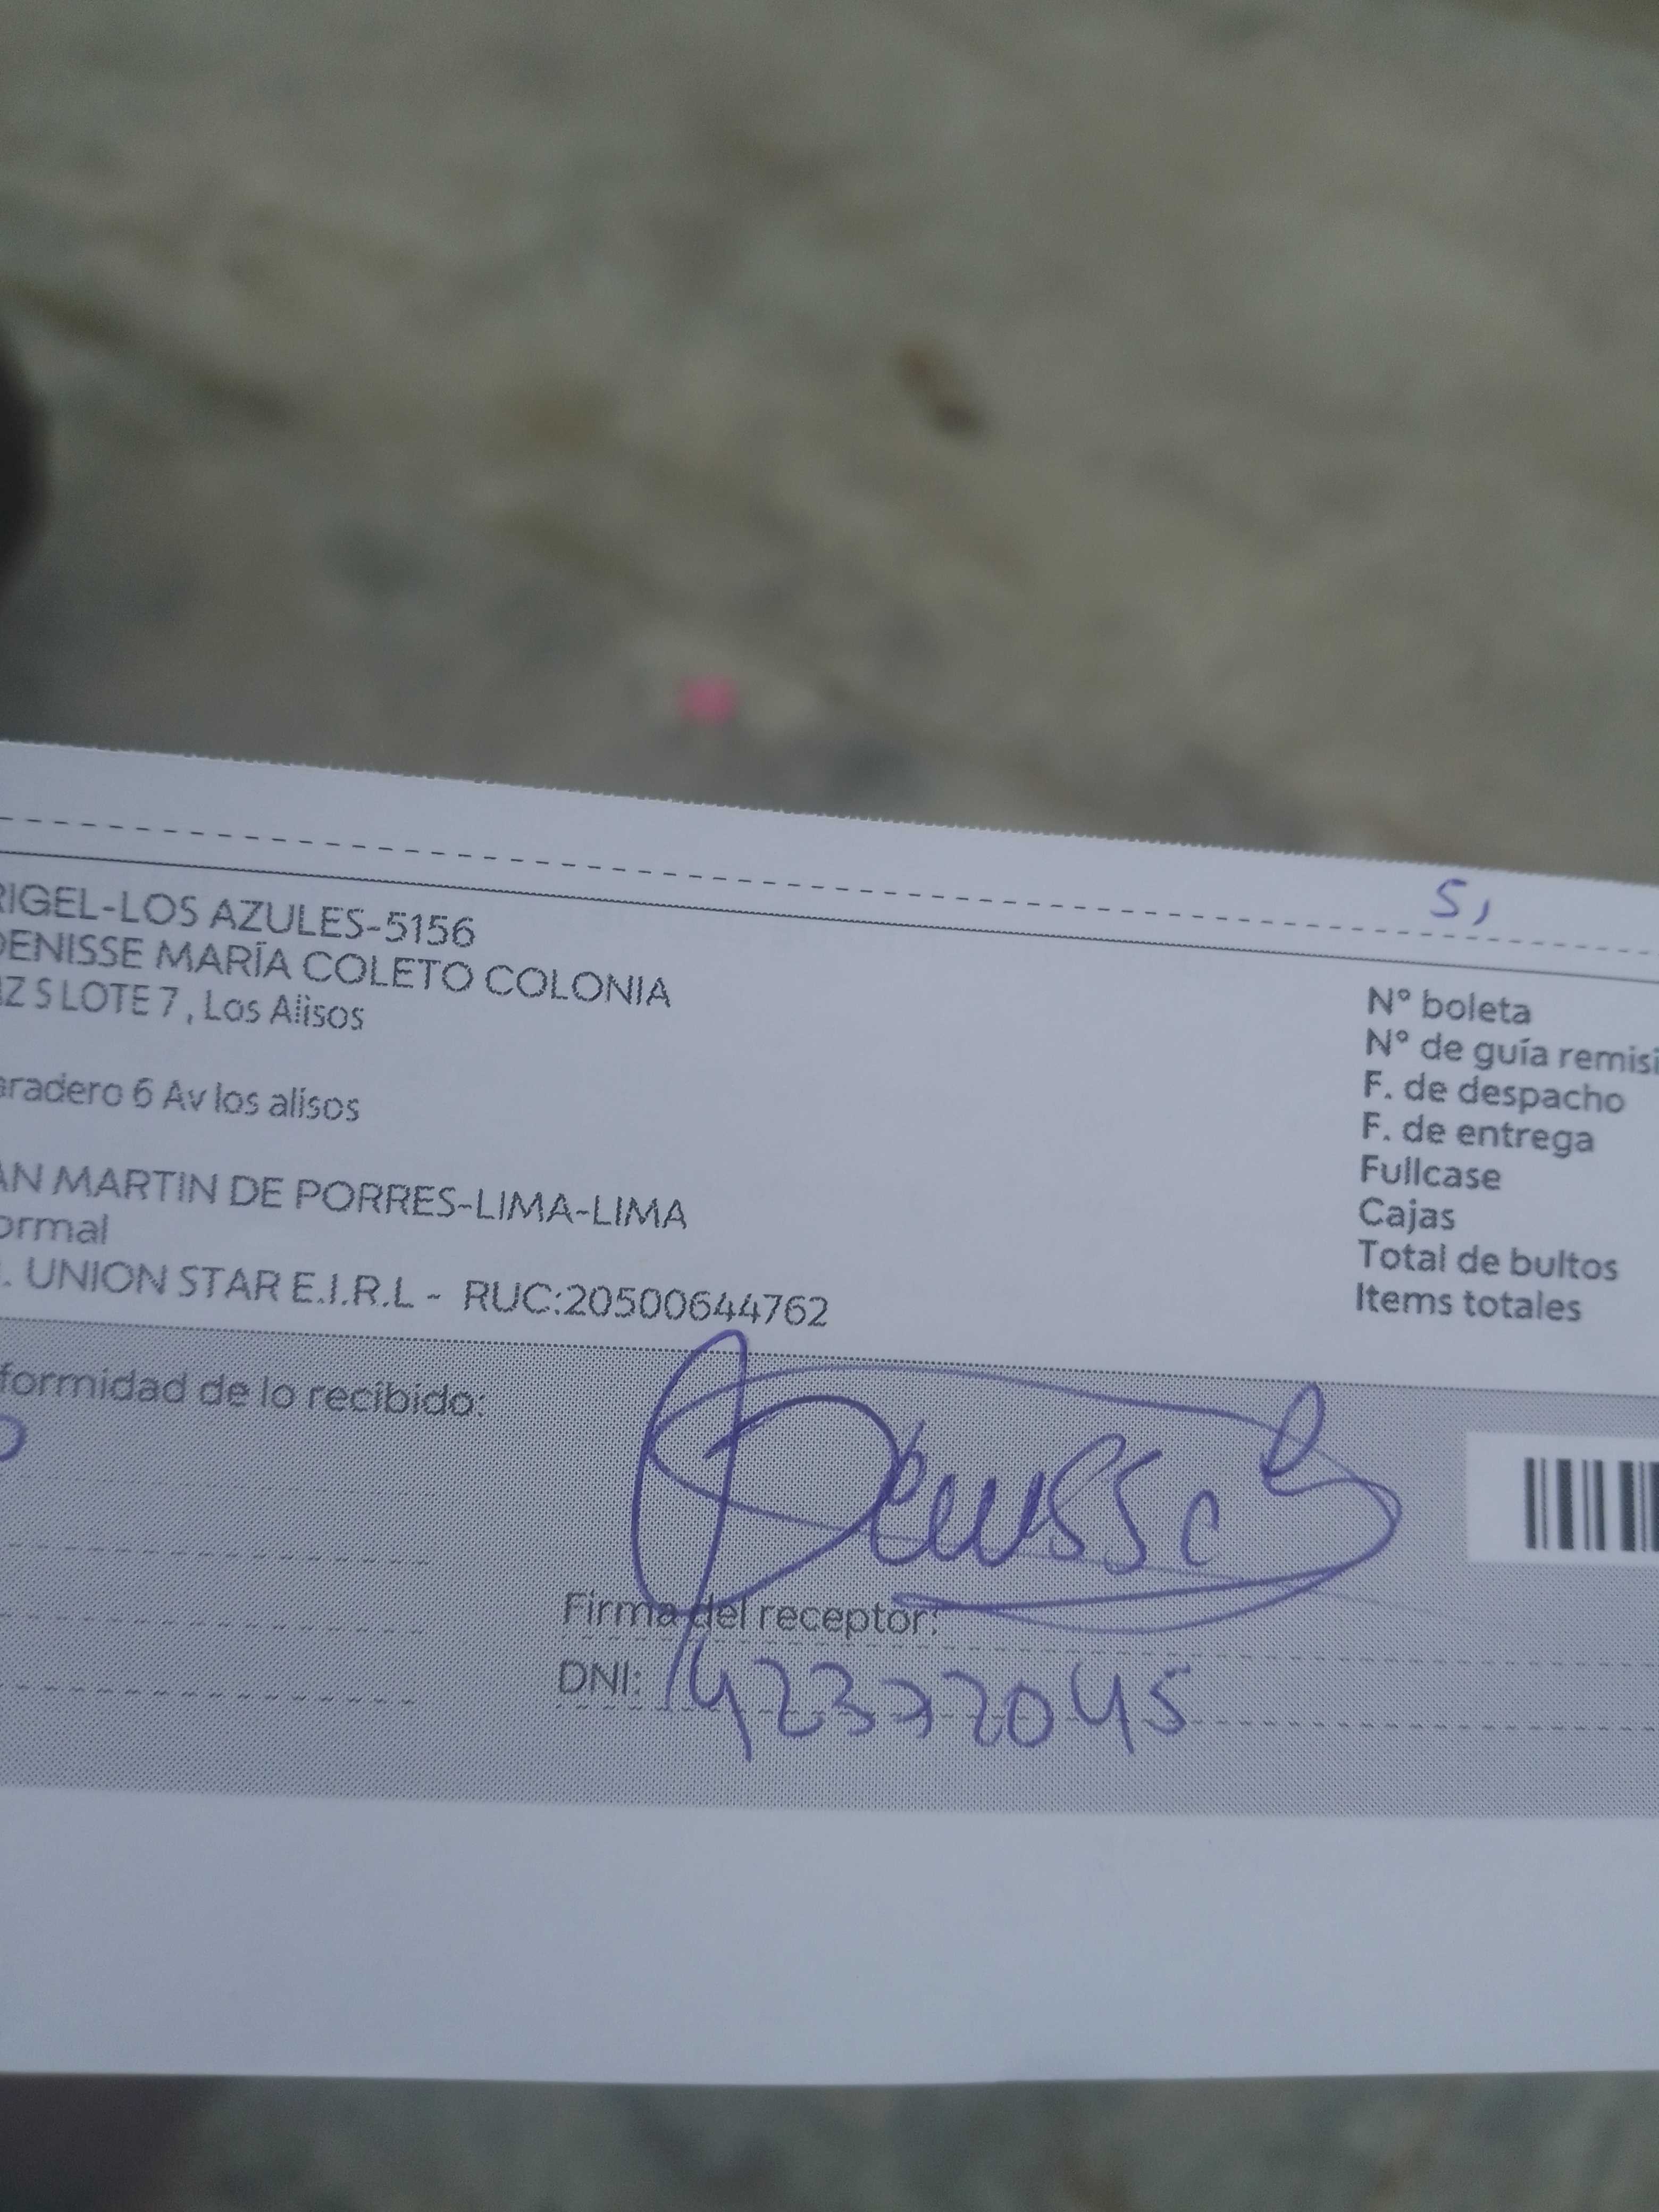 S,
RIGEL-LOS AZULES-5156
DENISSE MARÍA COLETO COLONIA
MZ S LOTE 7 , Los Alisos
aradero 6 Av los alisos
AN MARTIN DE PORRES-LIMA-LIMA
ormal
. UNION STAR E.I.R.L - RUC:20500644762
N° boleta
N° de guía remisi
F. de despacho
F. de entrega
Fullcase
Cajas
Total de bultos
Items totales
formidad de lo recibido:
Denisse
Firma del receptor:
DNI: 42372045